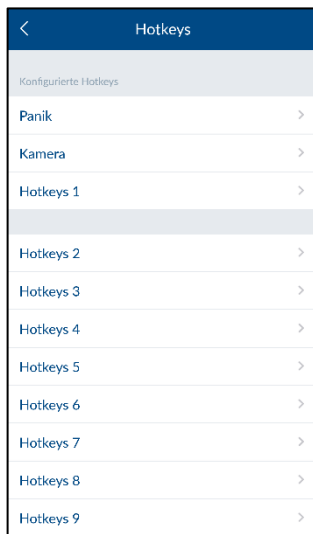 Hotkeys
Konfigurierte Hotkeys
Panik
Kamera
Hotkeys 1
Hotkeys 2
Hotkeys 3
Hotkeys 4
Hotkeys 5
Hotkeys 6
Hotkeys 7
Hotkeys 8
Hotkeys 9